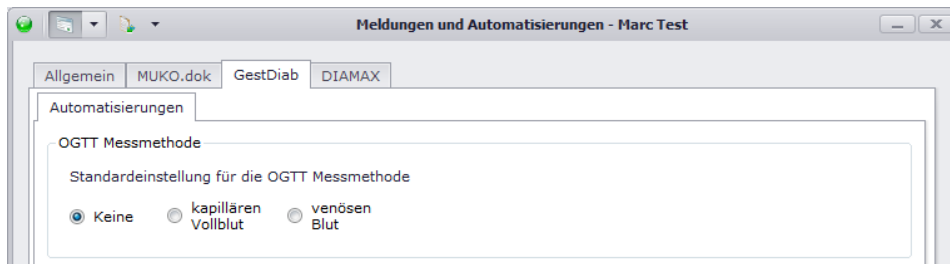 Meldungen und Automatisierungen - Marc Test
Allgemein MUKO.dok GestDiab DIAMAX
Automatisierungen
OGTT Messmethode
Standardeinstellung für die OGTT Messmethode
Keine kapillären Vollblut venösen Blut